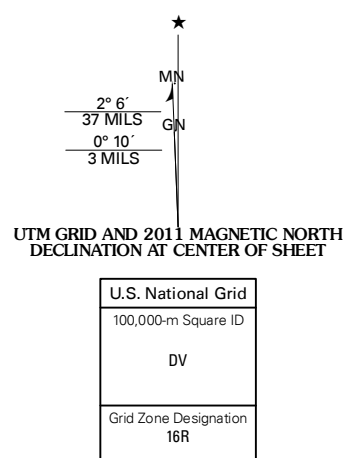 ★
MN
2° 6´
37 MILS
GN
0° 10´
3 MILS
UTM GRID AND 2011 MAGNETIC NORTH
DECLINATION AT CENTER OF SHEET
U.S. National Grid
100,000-m Square ID
DV
Grid Zone Designation
16R